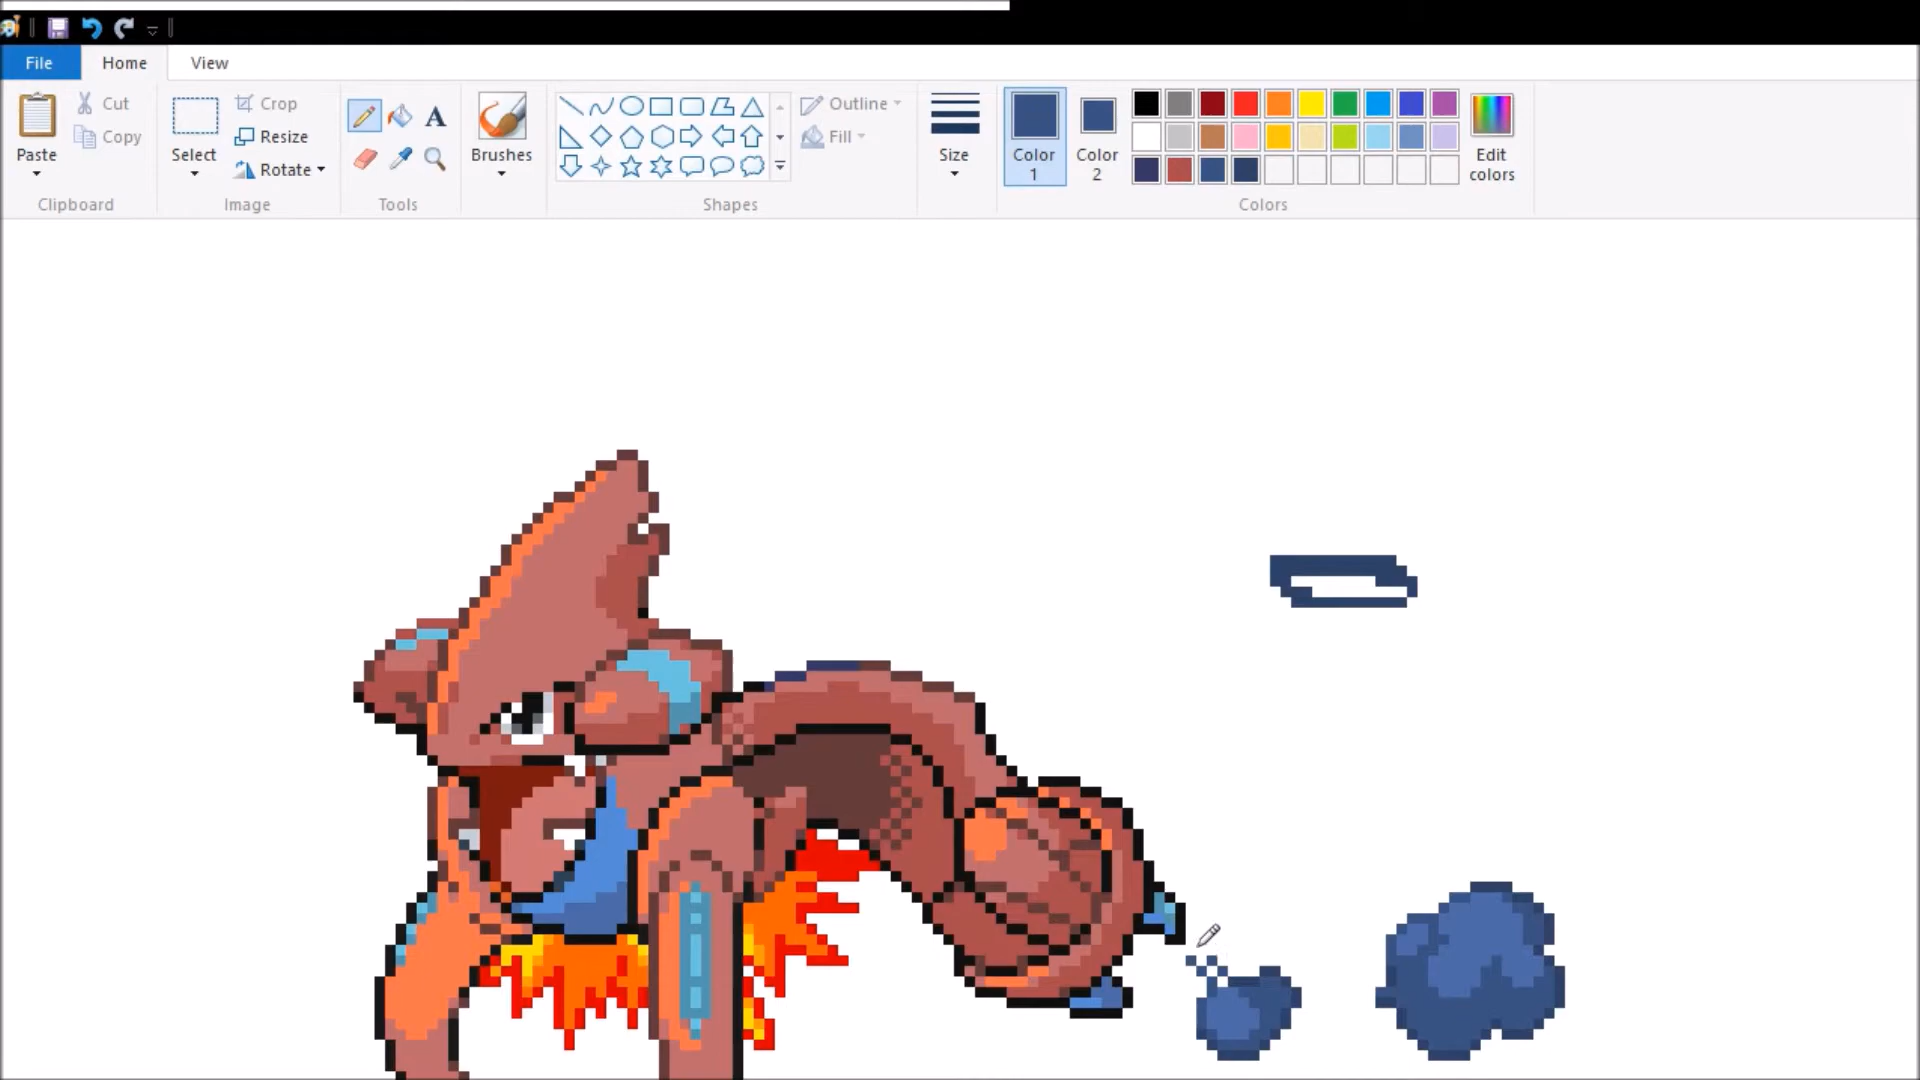 File Home View
Cut Crop Outline
Copy Resize Fill
Paste Select Rotate Brushes Size Color 1 Color 2 Edit colors
Clipboard Image Tools Shapes Colors